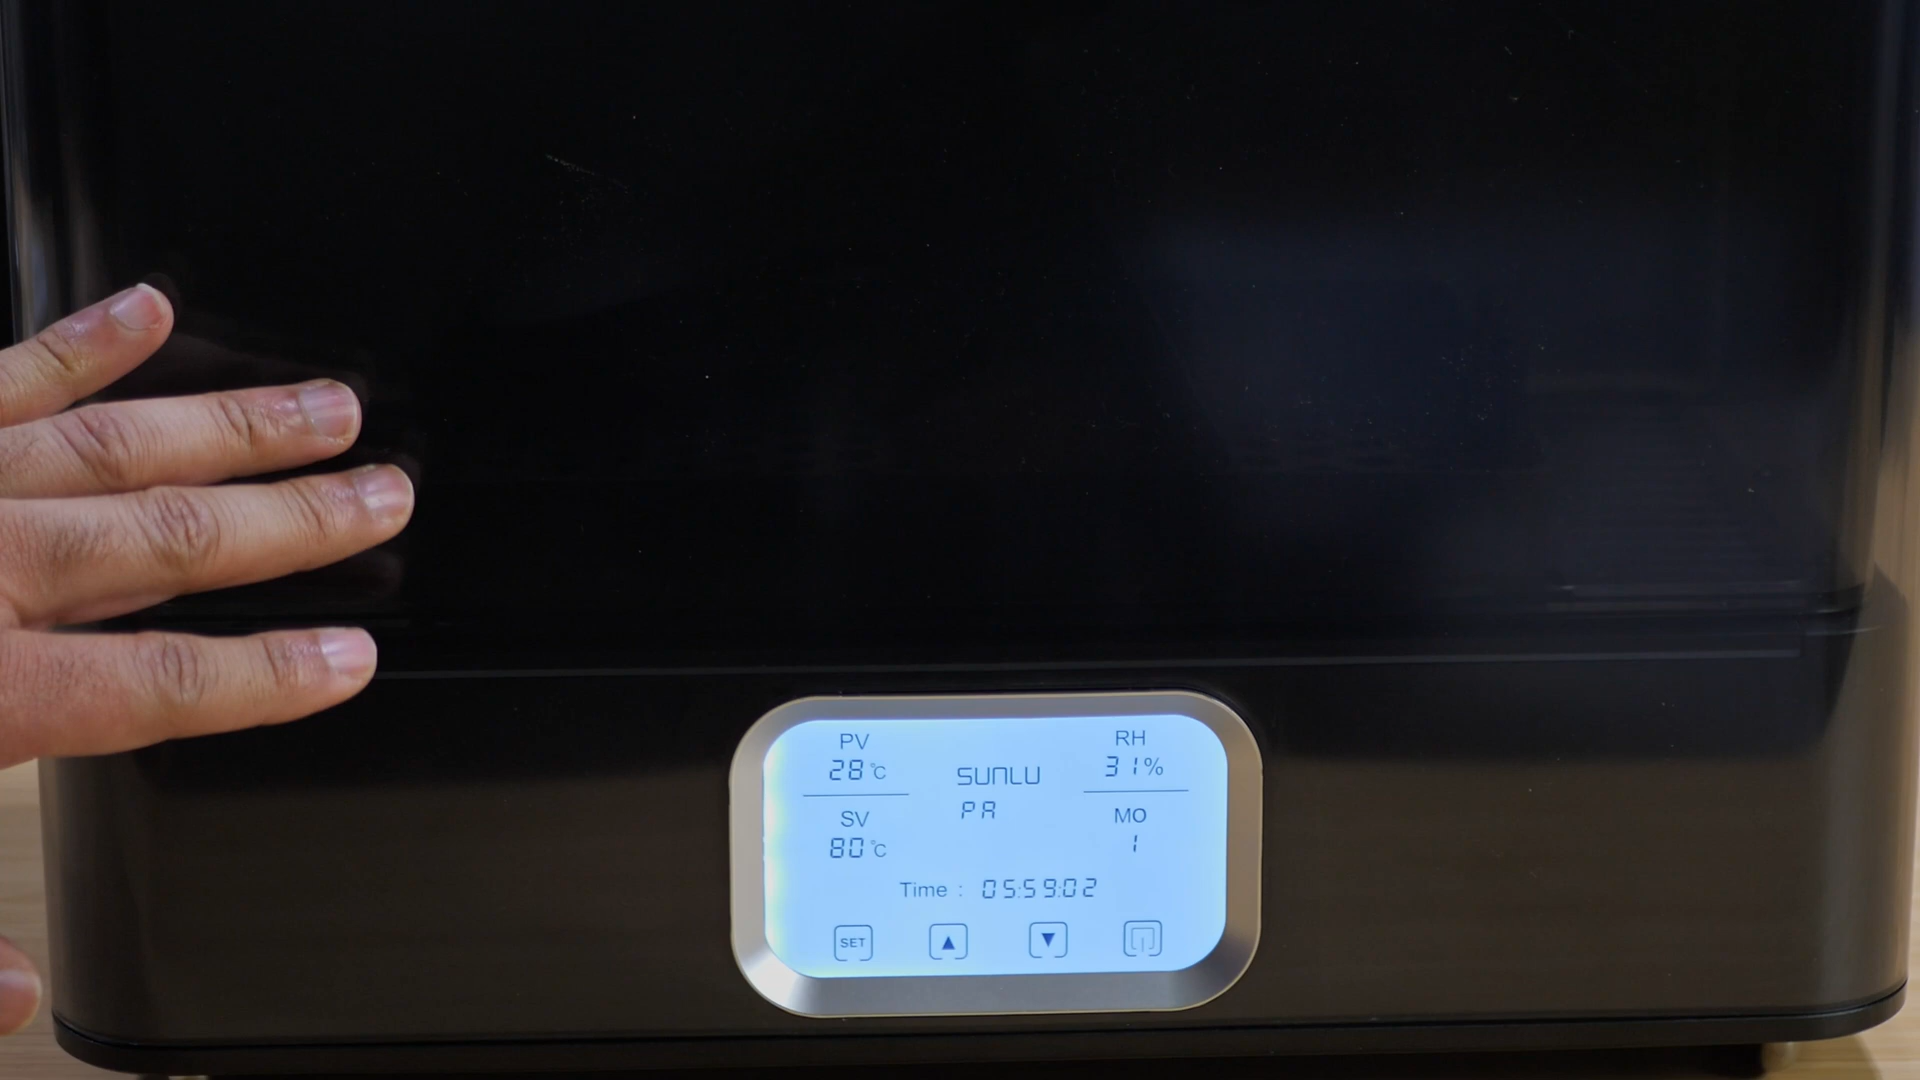 PV
28°C
SV
80°C
SUNLU
PA
RH
31%
MO
1
Time : 05:59:02
SET ▲ ▼